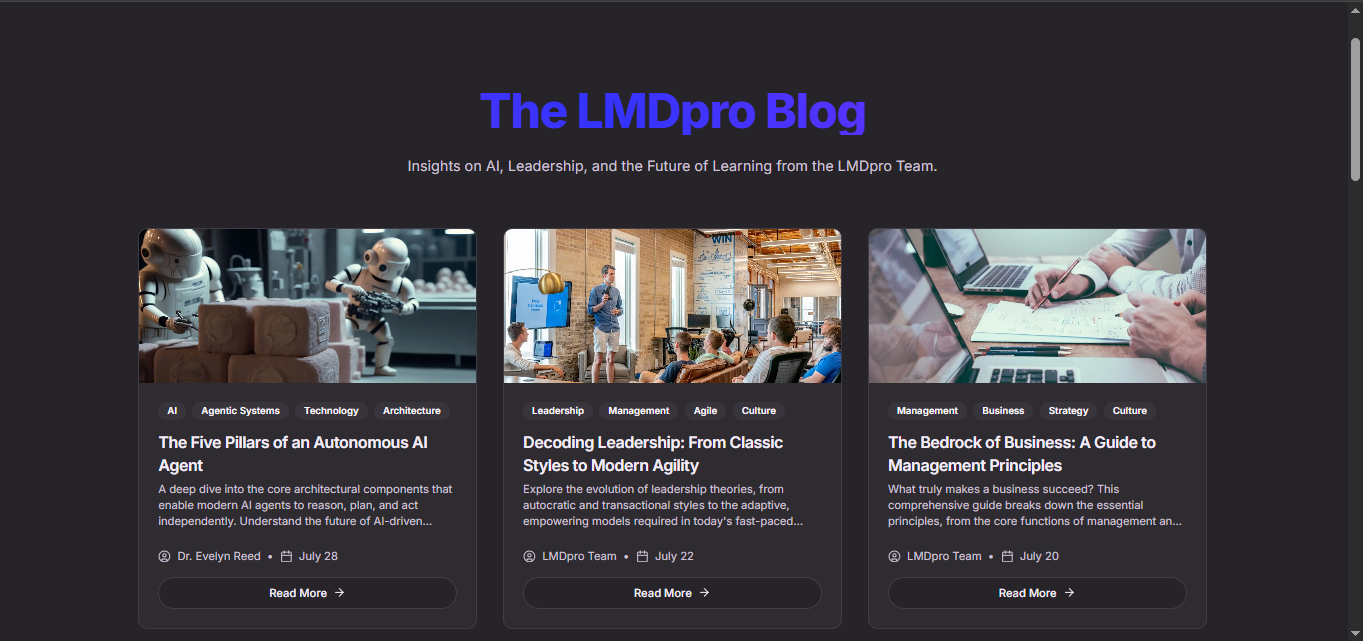 The LMDpro Blog
Insights on AI, Leadership, and the Future of Learning from the LMDpro Team.
WIN
AI Agentic Systems Technology Architecture
The Five Pillars of an Autonomous AI
Agent
A deep dive into the core architectural components that
enable modern AI agents to reason, plan, and act
independently. Understand the future of AI-driven...
Dr. Evelyn Reed • July 28
Read More →
Leadership Management Agile Culture
Decoding Leadership: From Classic
Styles to Modern Agility
Explore the evolution of leadership theories, from
autocratic and transactional styles to the adaptive,
empowering models required in today's fast-paced...
LMDpro Team • July 22
Read More →
Management Business Strategy Culture
The Bedrock of Business: A Guide to
Management Principles
What truly makes a business succeed? This
comprehensive guide breaks down the essential
principles, from the core functions of management an...
LMDpro Team • July 20
Read More →